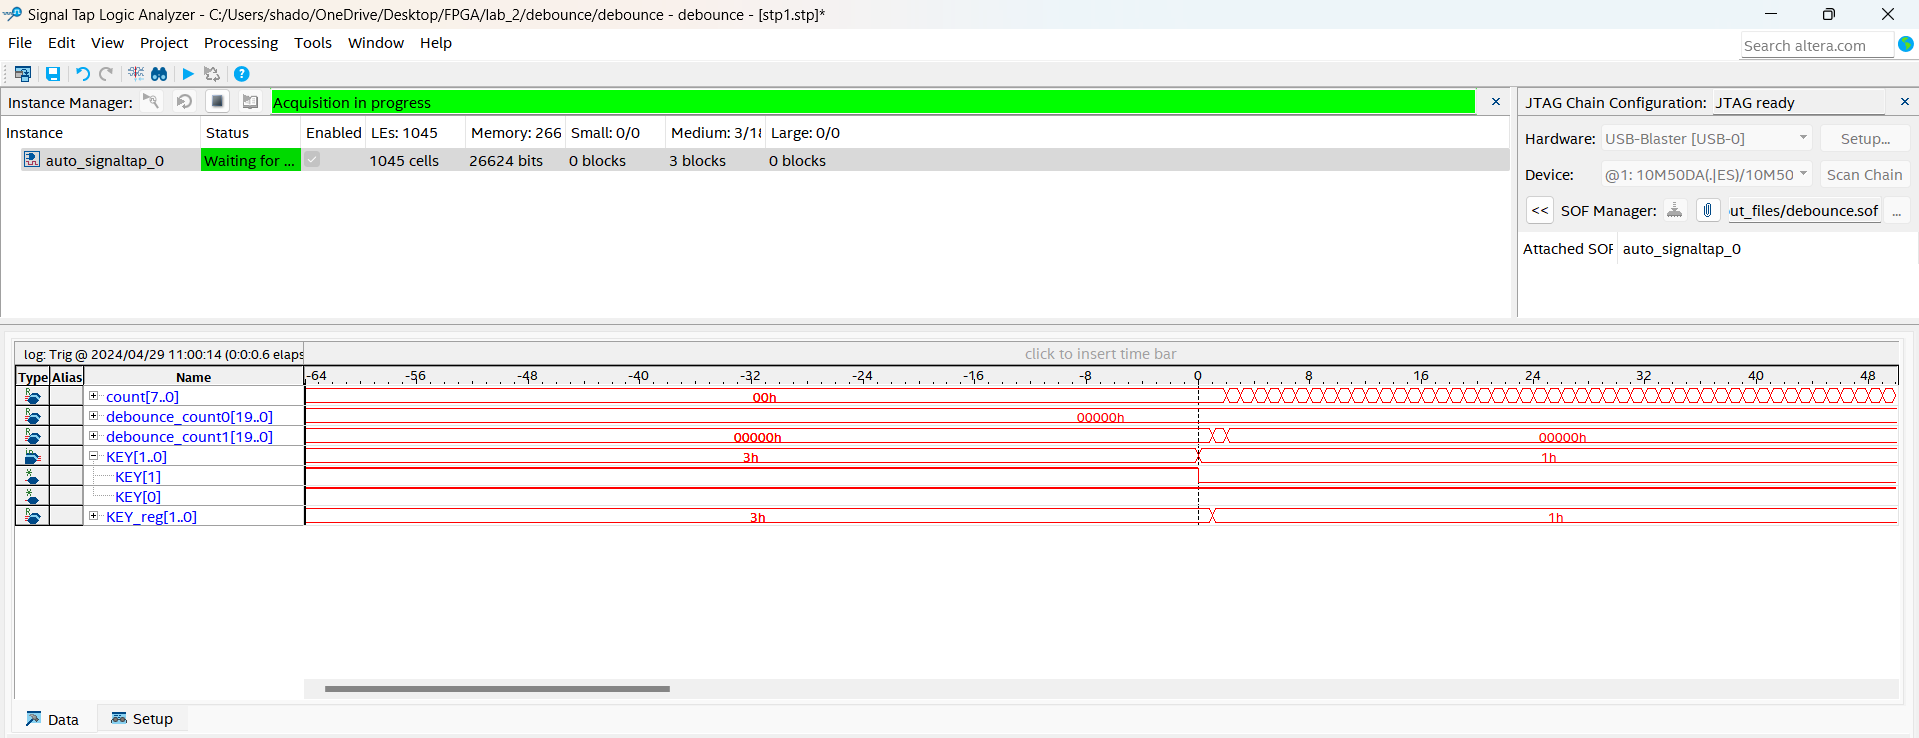 Signal Tap Logic Analyzer - C:/Users/shado/OneDrive/Desktop/FPGA/lab_2/debounce/debounce - debounce - [stp1.stp]*
File Edit View Project Processing Tools Window Help
Search altera.com
Instance Manager: Acquisition in progress
Instance Status Enabled LEs: 1045 Memory: 266 Small: 0/0 Medium: 3/18 Large: 0/0
auto_signaltap_0 Waiting for ... 1045 cells 26624 bits 0 blocks 3 blocks 0 blocks
JTAG Chain Configuration: JTAG ready
Hardware: USB-Blaster [USB-0] Setup...
Device: @1: 10M50DA(.|ES)/10M50 Scan Chain
<< SOF Manager: ut_files/debounce.sof ...
Attached SOF auto_signaltap_0
log: Trig @ 2024/04/29 11:00:14 (0:0:0.6 elaps click to insert time bar
Type Alias Name -64 -56 -48 -40 -32 -24 -16 -8 0 8 16 24 32 40 48
count[7..0] 00h
debounce_count0[19..0] 00000h
debounce_count1[19..0] 00000h 00000h
KEY[1..0] 3h 1h
KEY[1]
KEY[0]
KEY_reg[1..0] 3h 1h
Data Setup